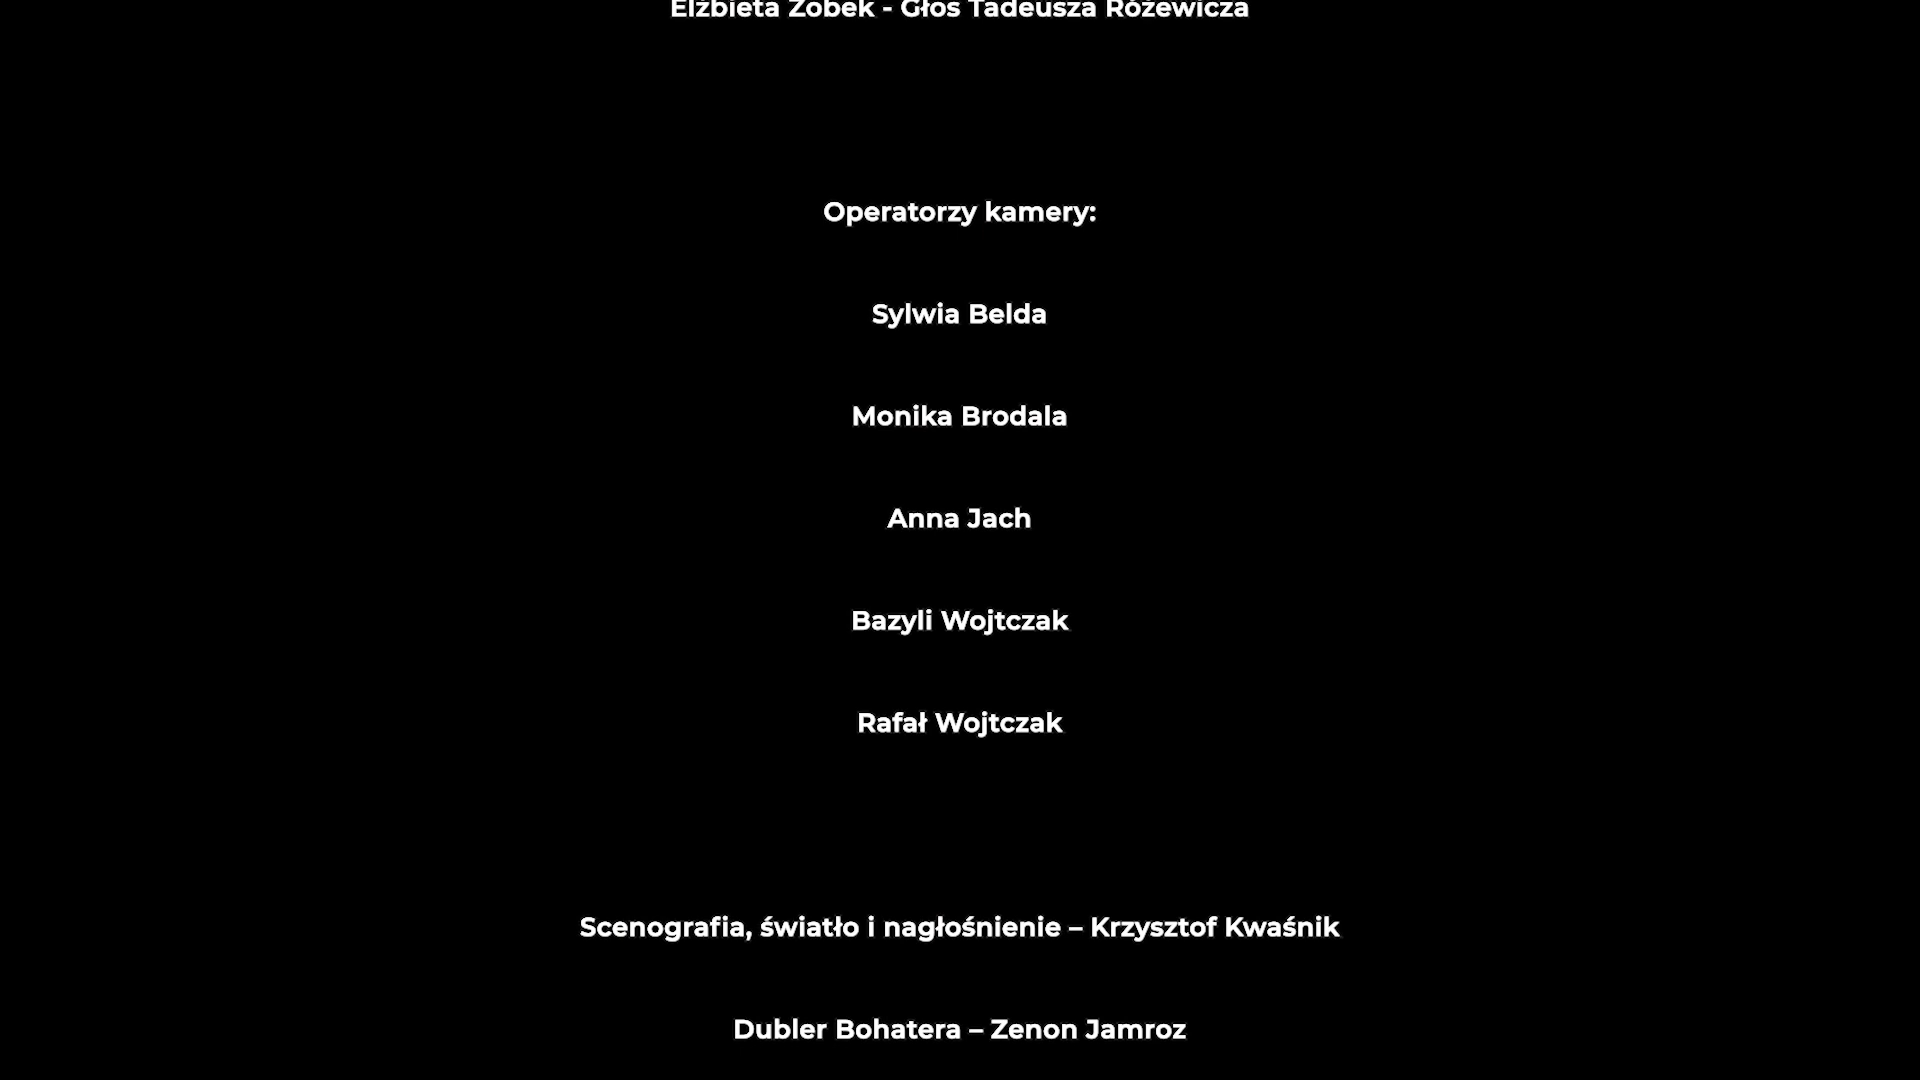 Elżbieta Zobek - Głos Tadeusza Różewicza
Operatorzy kamery:
Sylwia Belda
Monika Brodala
Anna Jach
Bazyli Wojtczak
Rafał Wojtczak
Scenografia, światło i nagłośnienie – Krzysztof Kwaśnik
Dubler Bohatera – Zenon Jamroz